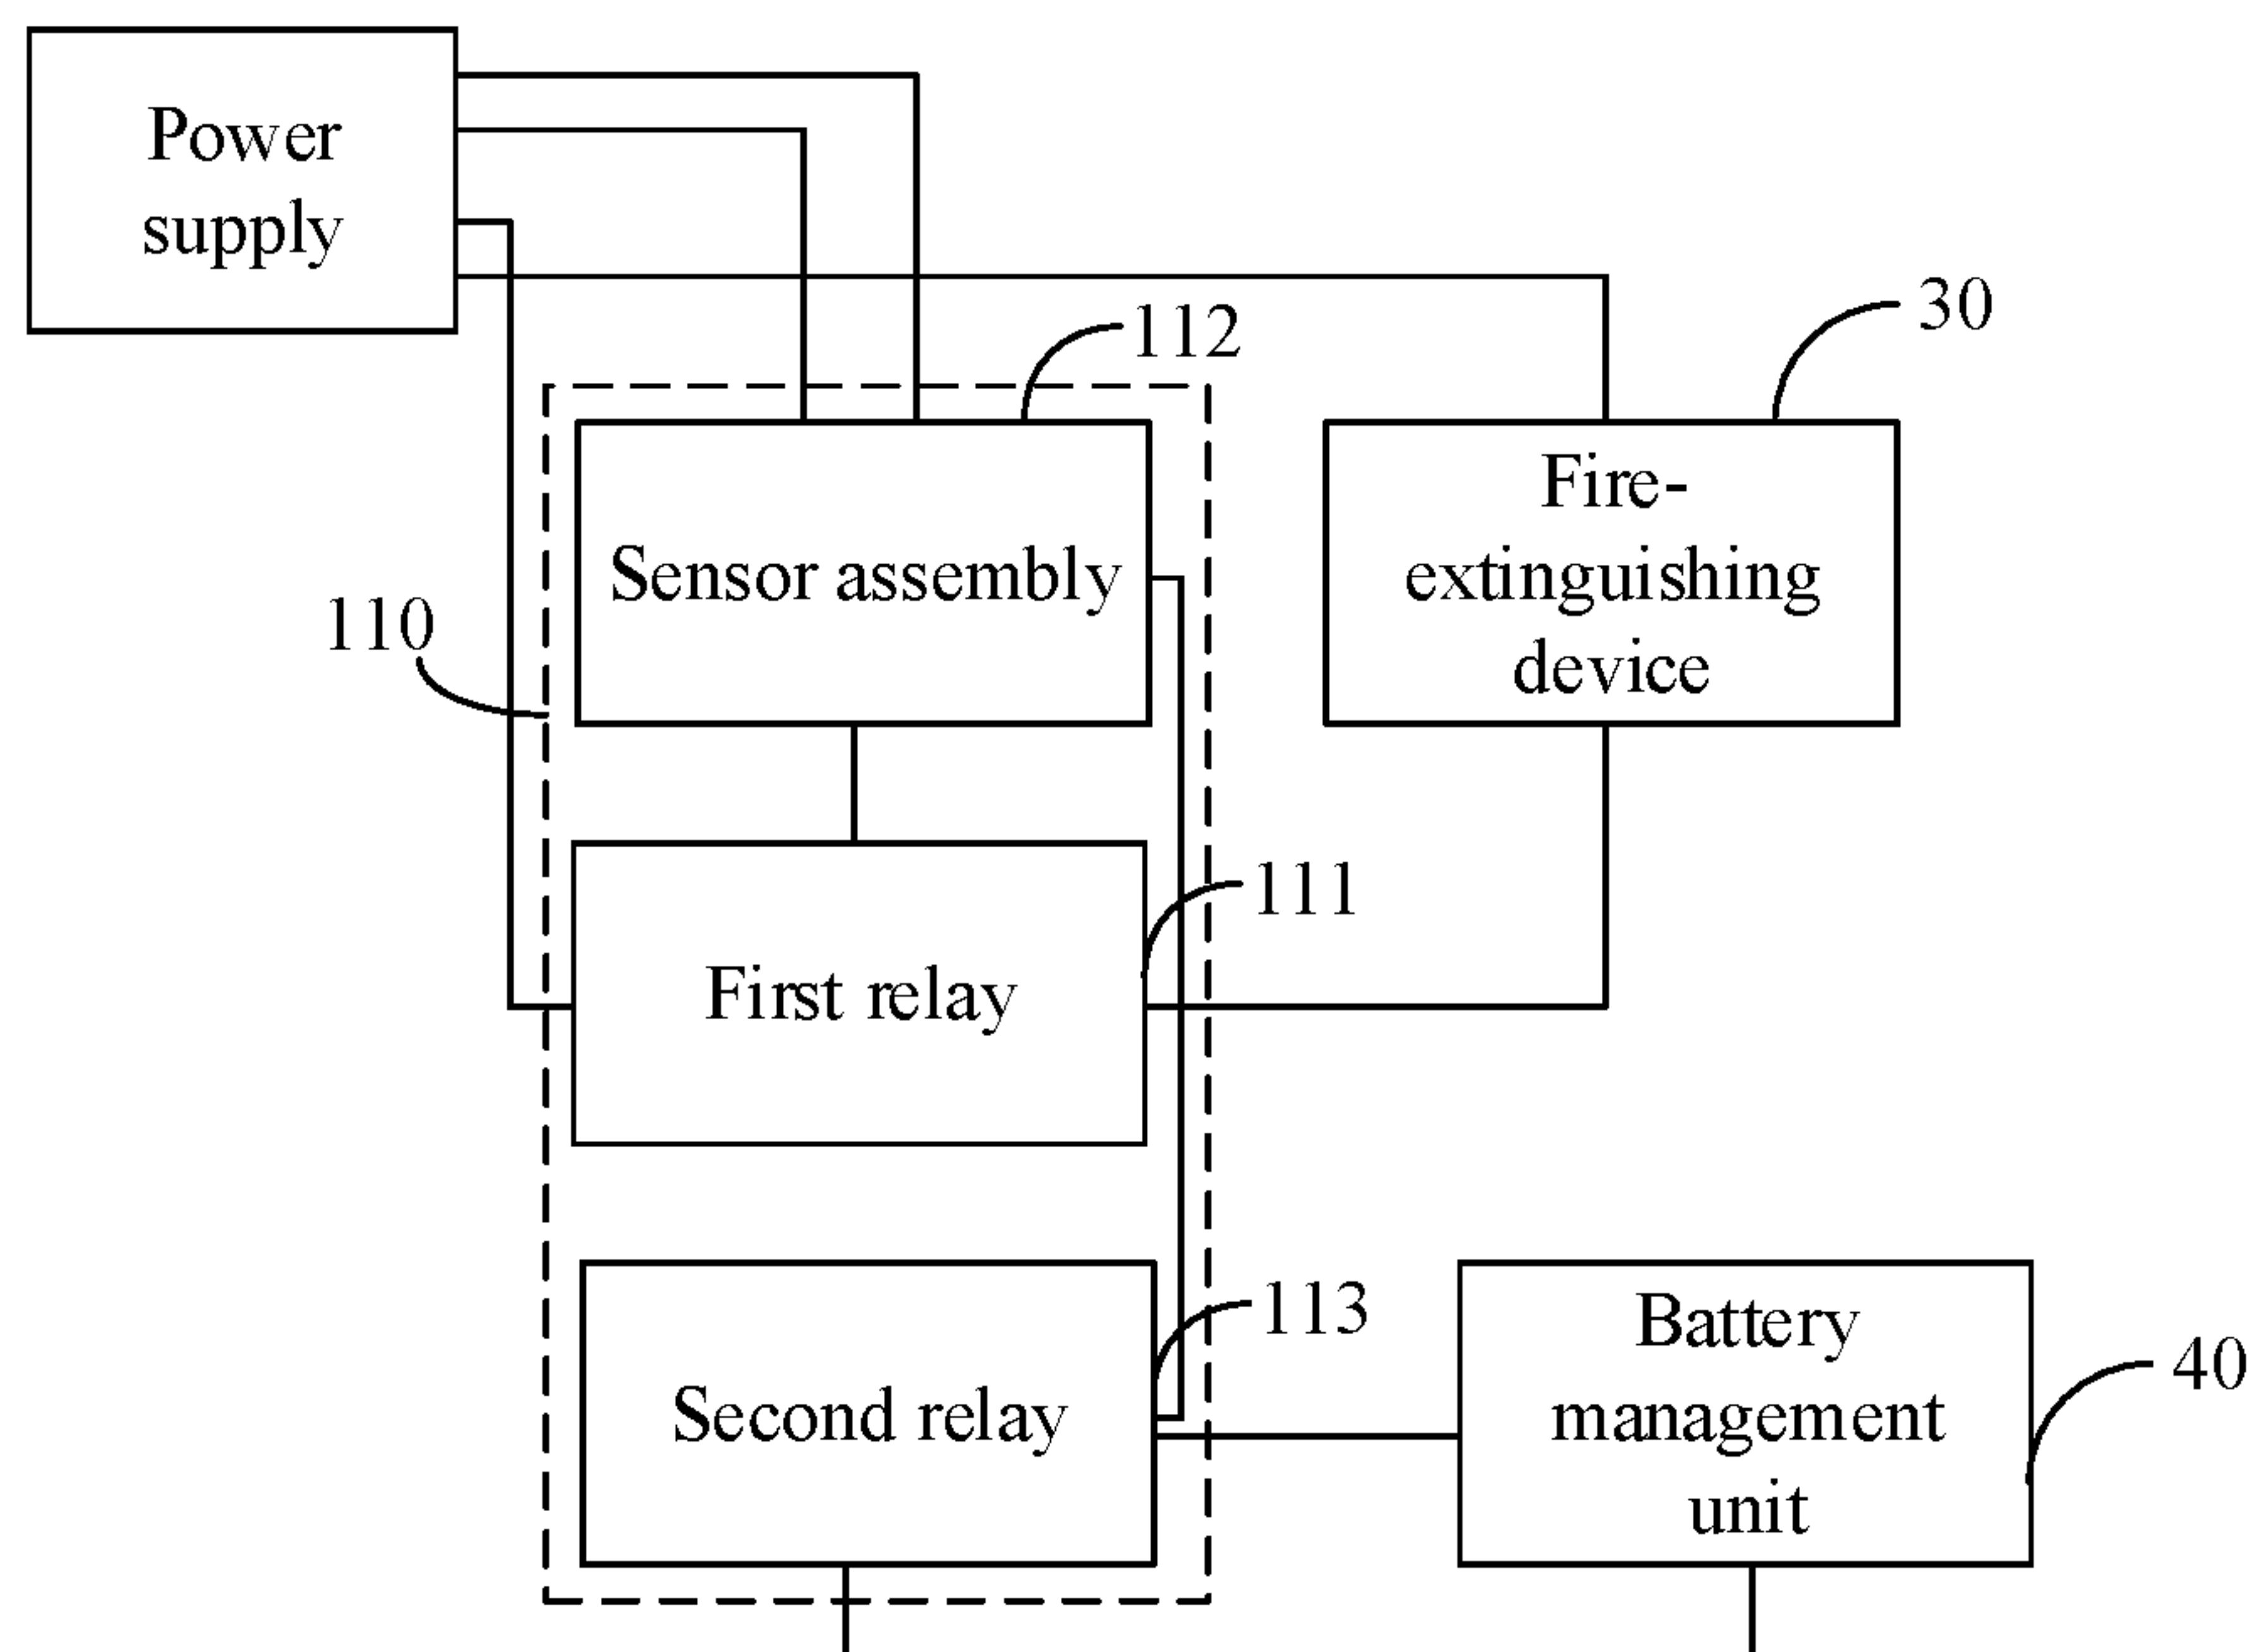 Power
supply
112
30
Sensor assembly
Fire-
extinguishing
device
110
111
First relay
113
Second relay
Battery
management
unit
40